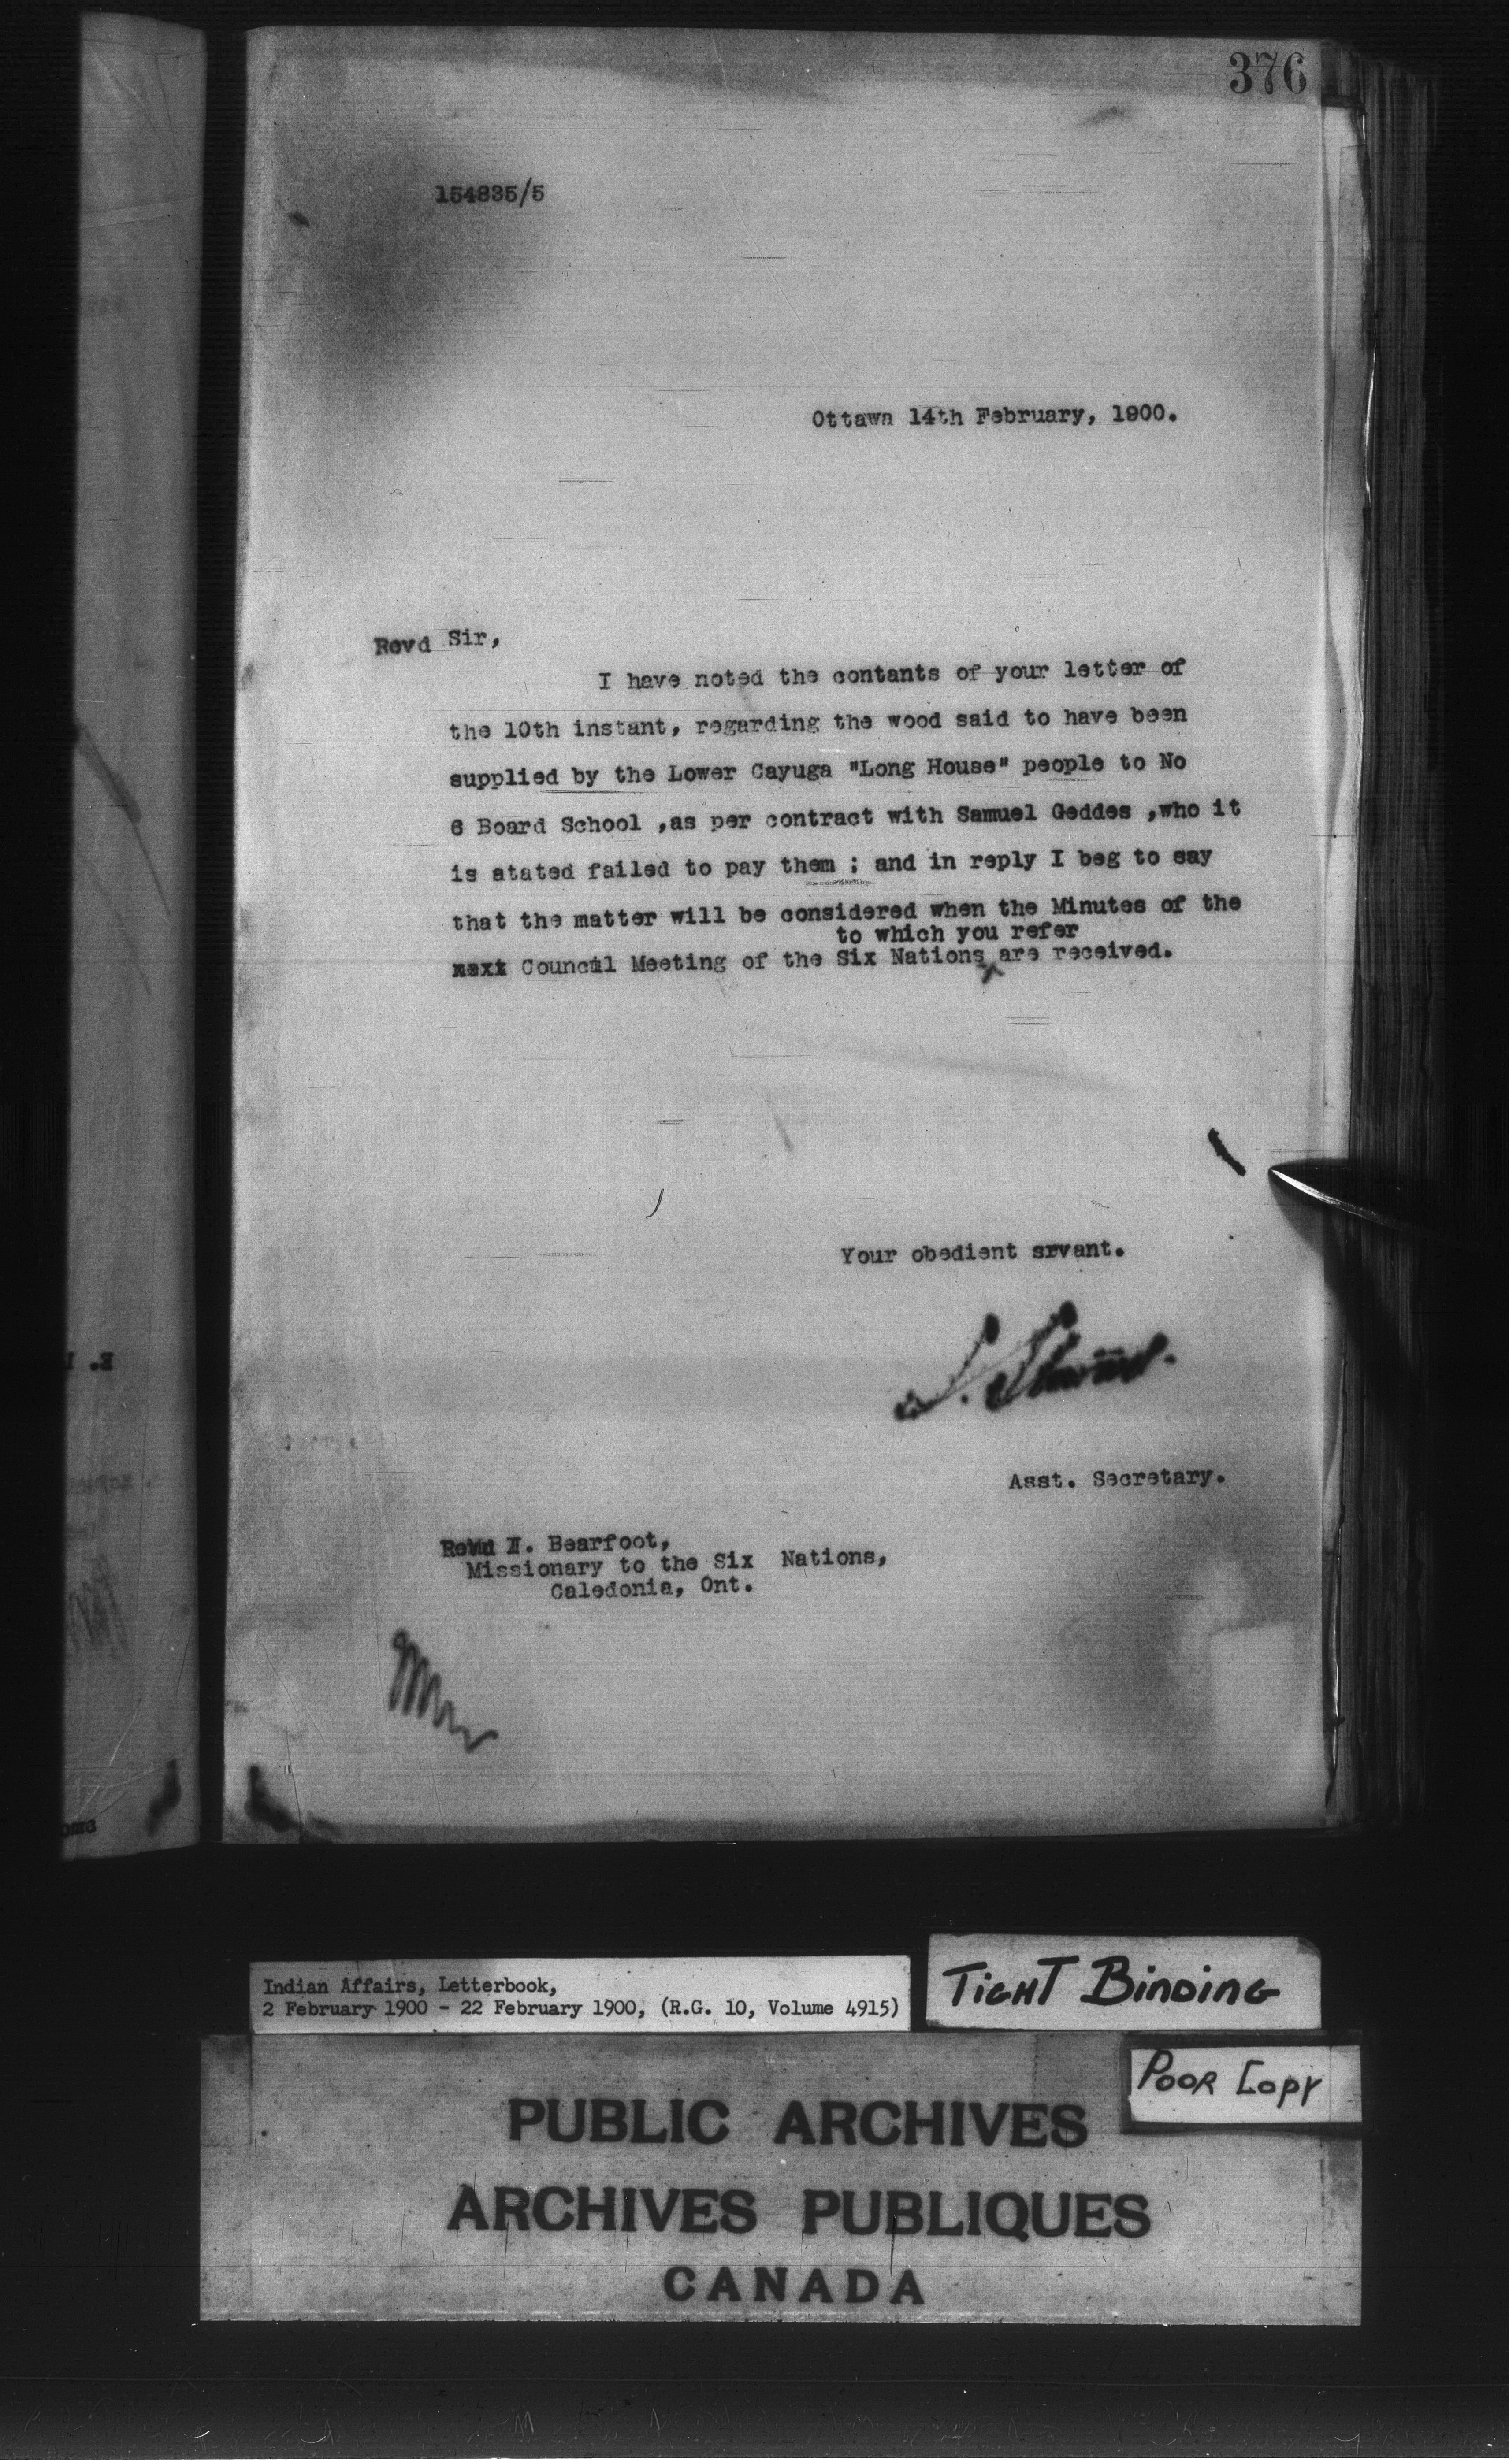 376
154835/5
Ottawa 14th February, 1900.
Revd Sir,
I have noted the contants of your letter of
the 10th instant, regarding the wood said to have been
supplied by the Lower Cayuga "Long House" people to No
6 Board School ,as per contract with Samuel Geddes ,who it
is stated failed to pay them ; and in reply I beg to say
that the matter will be considered when the Minutes of the
to which you refer
next Council Meeting of the Six Nations ^ are received.
Your obedient srvant.
S. Stewart.
Asst. Secretary.
Revd I. Bearfoot,
Missionary to the Six Nations,
Caledonia, Ont.
Indian Affairs, Letterbook,
2 February 1900 - 22 February 1900, (R.G. 10, Volume 4915)
TIGHT BINDING
POOR COPY
PUBLIC ARCHIVES
ARCHIVES PUBLIQUES
CANADA